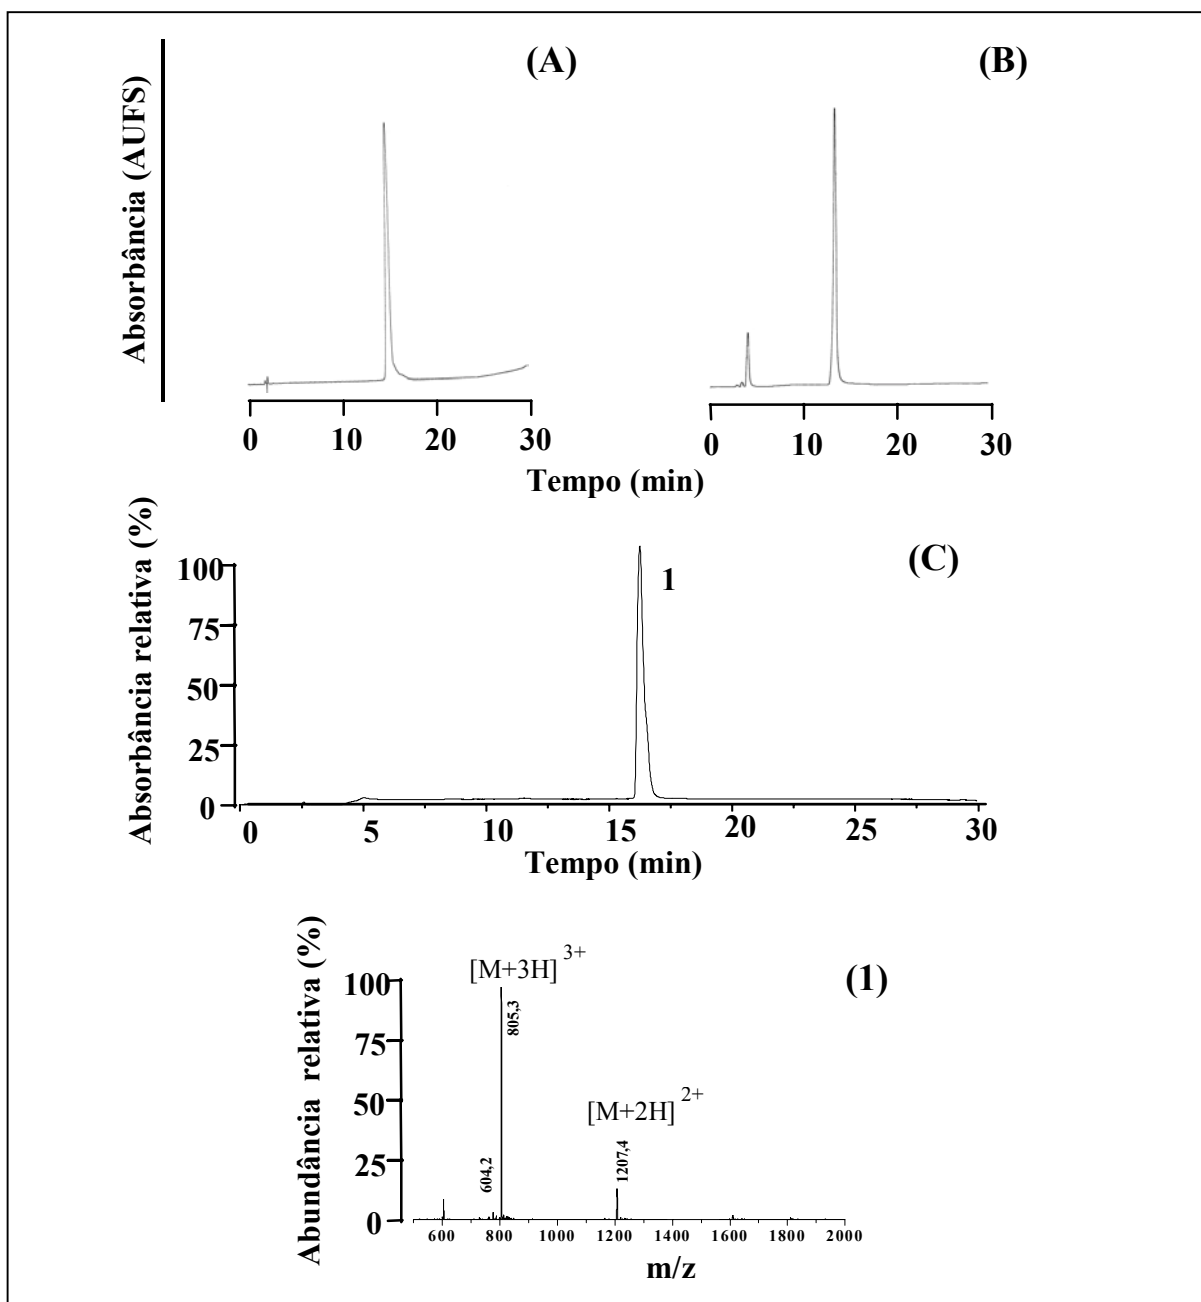 (A)
(B)
Absorbância (AUFS)
0 10 20 30
0 10 20 30
Tempo (min)
(C)
Absorbância relativa (%)
1
100
75
50
25
0
0 5 10 15 20 25 30
Tempo (min)
(1)
Abundância relativa (%)
[M+3H] 3+
805,3
[M+2H] 2+
1207,4
604,2
100
75
50
25
0
600 800 1000 1200 1400 1600 1800 2000
m/z